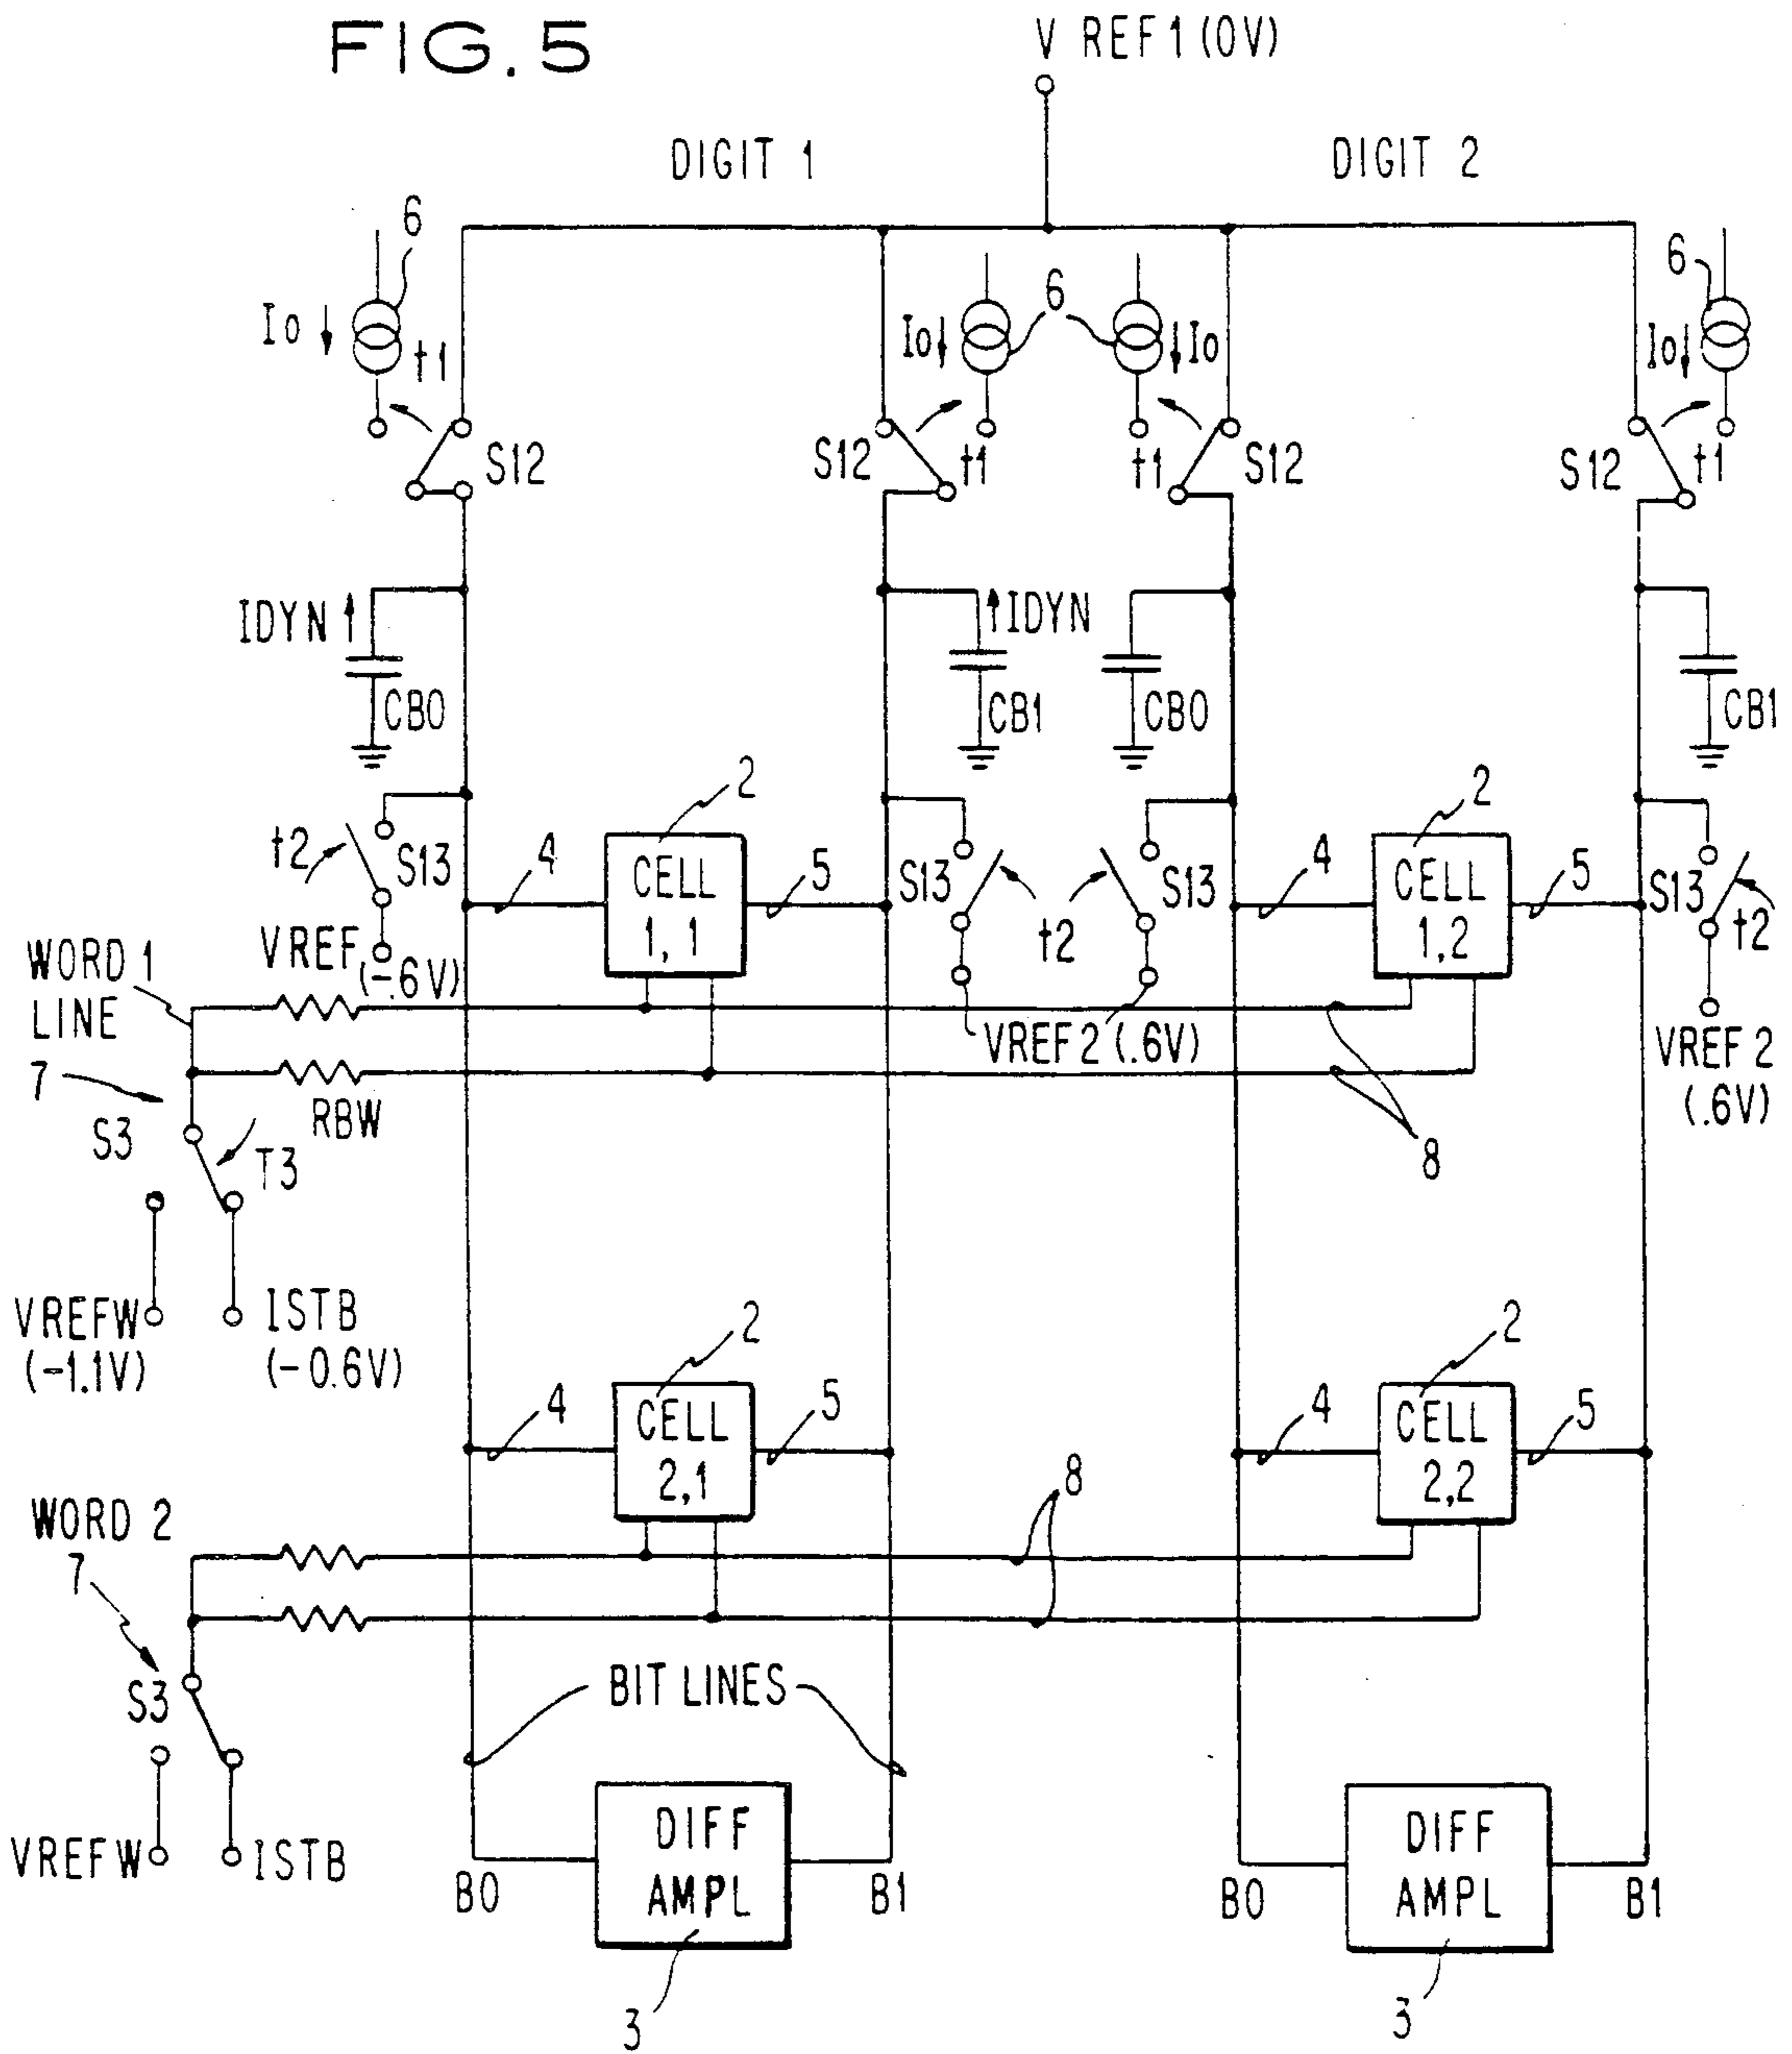 FIG. 5
V REF 1 (0V)
DIGIT 1
DIGIT 2
6
6
6
Io
t1
Io
Io
Io
S12
S12
t1
t1
S12
S12
t1
IDYN
IDYN
CB0
CB1
CB0
CB1
2
2
t2
S13
4
CELL
1, 1
5
S13
t2
S13
4
CELL
1,2
5
S13
t2
VREF
(-.6V)
WORD 1
LINE
VREF 2 (.6V)
VREF 2
(.6V)
7
RBW
S3
T3
8
VREFW
(-1.1V)
ISTB
(-0.6V)
2
2
4
CELL
2,1
5
4
CELL
2,2
5
8
WORD 2
7
S3
BIT LINES
VREFW
ISTB
DIFF
AMPL
DIFF
AMPL
B0
B1
B0
B1
3
3